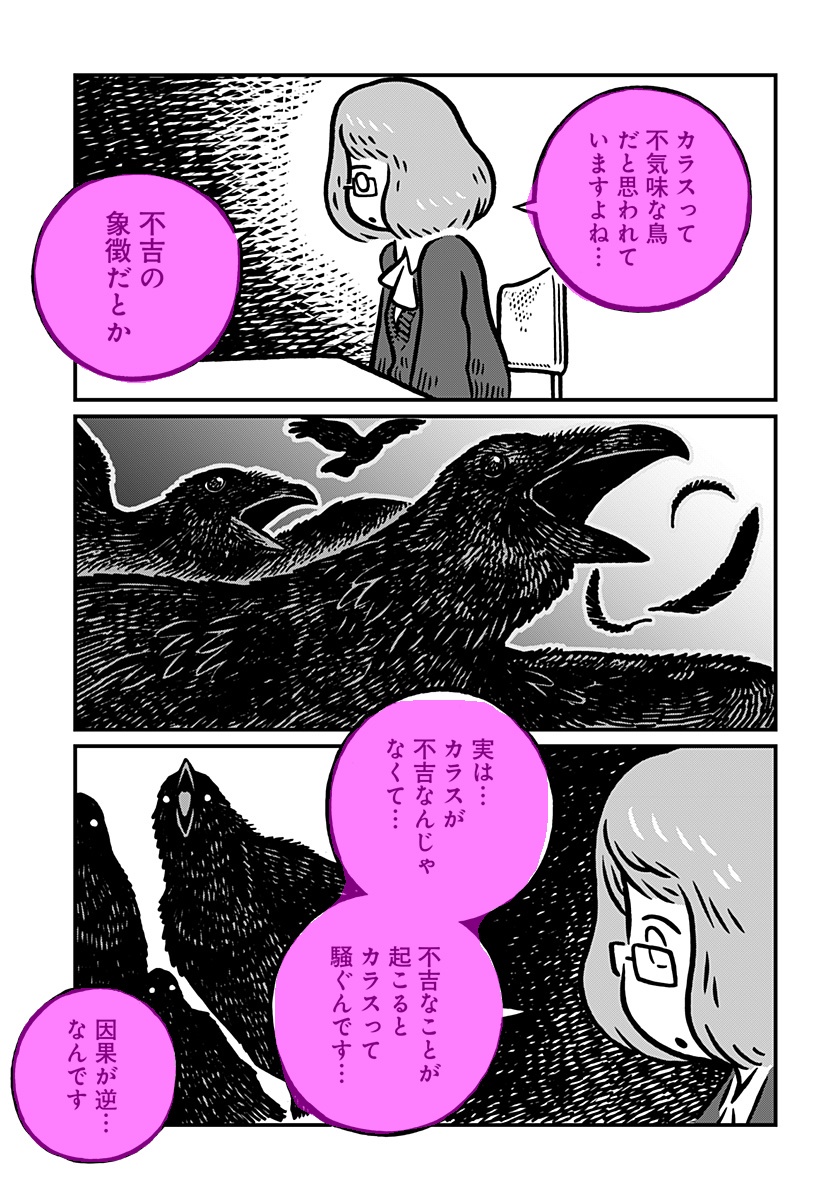 カラスって
不気味な鳥
だと思われて
いますよね…
不吉の
象徴だとか
実は…
カラスが
不吉なんじゃ
なくて…
不吉なことが
起こると
カラスって
騒ぐんです…
因果が逆…
なんです